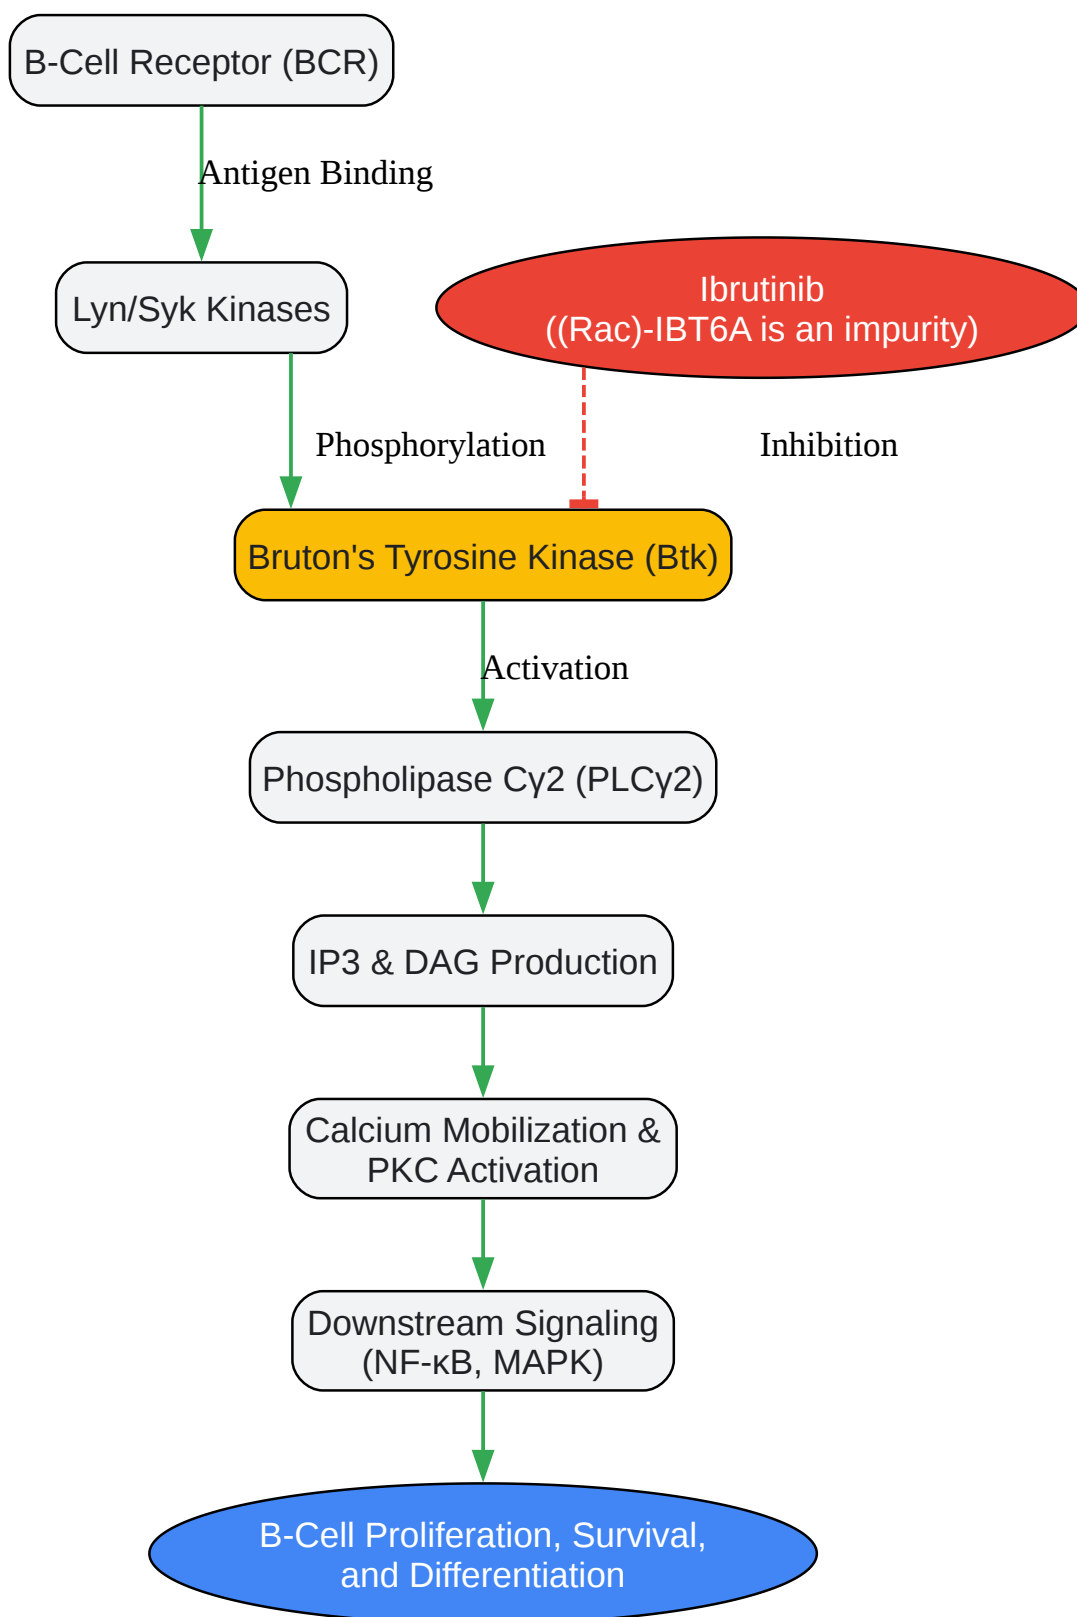 B-Cell Receptor (BCR)
Antigen Binding
Lyn/Syk Kinases
Ibrutinib
((Rac)-IBT6A is an impurity)
Phosphorylation
Inhibition
Bruton's Tyrosine Kinase (Btk)
Activation
Phospholipase Cγ2 (PLCγ2)
IP3 & DAG Production
Calcium Mobilization &
PKC Activation
Downstream Signaling
(NF-κB, MAPK)
B-Cell Proliferation, Survival,
and Differentiation